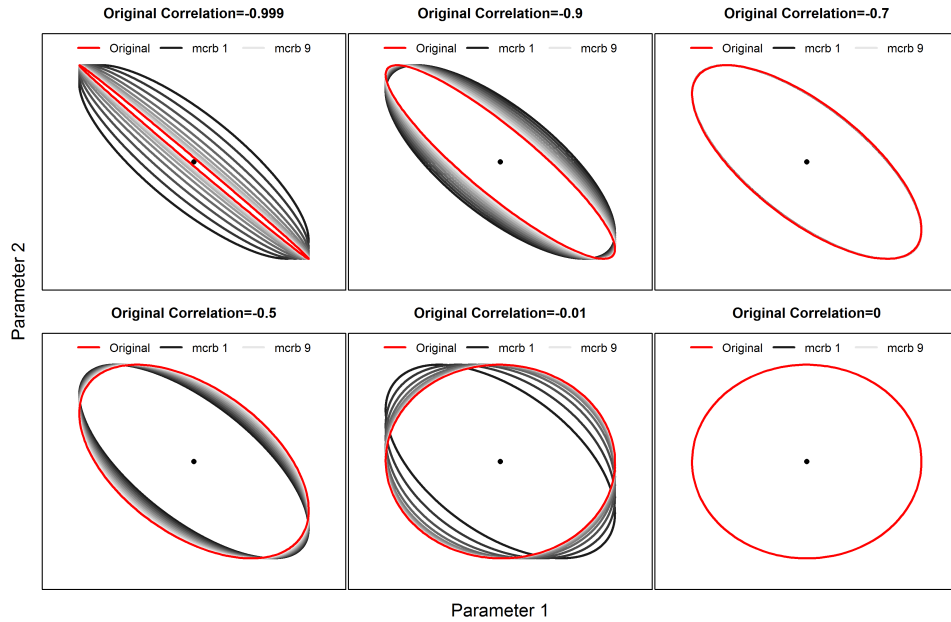 Original Correlation=-0.999
Original mcrb 1 mcrb 9
Original Correlation=-0.9
Original mcrb 1 mcrb 9
Original Correlation=-0.7
Original mcrb 1 mcrb 9
Parameter 2
Original Correlation=-0.5
Original mcrb 1 mcrb 9
Original Correlation=-0.01
Original mcrb 1 mcrb 9
Original Correlation=0
Original mcrb 1 mcrb 9
Parameter 1